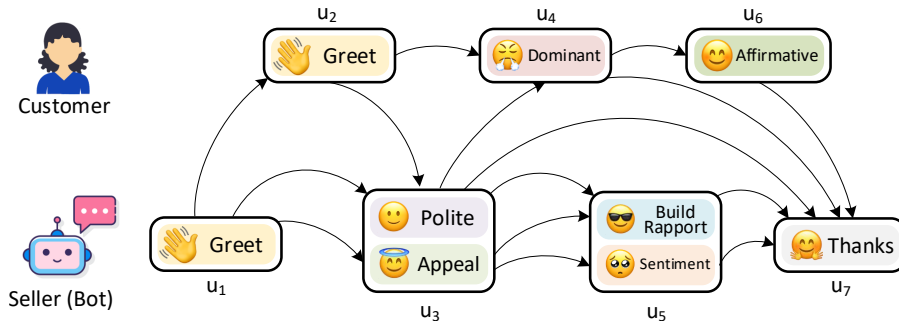 u2
u4
u6
Greet
Dominant
Affirmative
Customer
Polite
Appeal
Build
Rapport
Sentiment
Greet
Thanks
Seller (Bot)
u1
u3
u5
u7